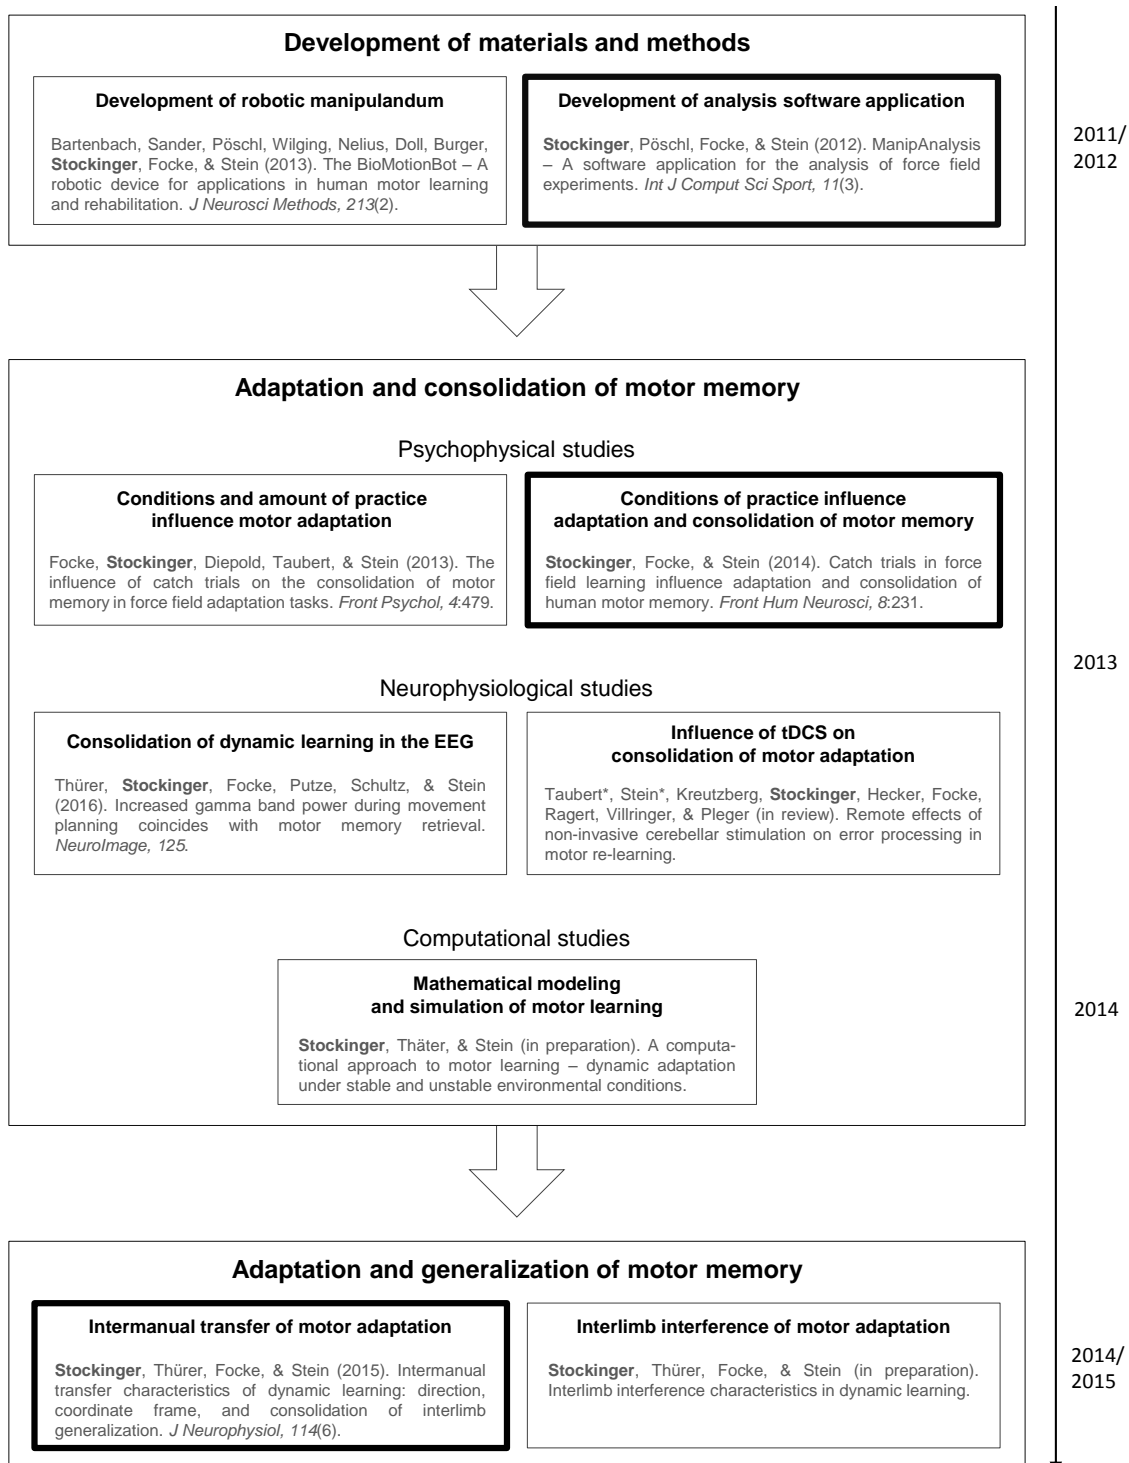 Development of materials and methods
Development of robotic manipulandum
Bartenbach, Sander, Pöschl, Wilging, Nelius, Doll, Burger,
Stockinger, Focke, & Stein (2013). The BioMotionBot – A
robotic device for applications in human motor learning
and rehabilitation. J Neurosci Methods, 213(2).
Development of analysis software application
Stockinger, Pöschl, Focke, & Stein (2012). ManipAnalysis
– A software application for the analysis of force field
experiments. Int J Comput Sci Sport, 11(3).
2011/
2012
Adaptation and consolidation of motor memory
Psychophysical studies
Conditions and amount of practice
influence motor adaptation
Focke, Stockinger, Diepold, Taubert, & Stein (2013). The
influence of catch trials on the consolidation of motor
memory in force field adaptation tasks. Front Psychol, 4:479.
Conditions of practice influence
adaptation and consolidation of motor memory
Stockinger, Focke, & Stein (2014). Catch trials in force
field learning influence adaptation and consolidation of
human motor memory. Front Hum Neurosci, 8:231.
2013
Neurophysiological studies
Consolidation of dynamic learning in the EEG
Thürer, Stockinger, Focke, Putze, Schultz, & Stein
(2016). Increased gamma band power during movement
planning coincides with motor memory retrieval.
NeuroImage, 125.
Influence of tDCS on
consolidation of motor adaptation
Taubert*, Stein*, Kreutzberg, Stockinger, Hecker, Focke,
Ragert, Villringer, & Pleger (in review). Remote effects of
non-invasive cerebellar stimulation on error processing in
motor re-learning.
Computational studies
Mathematical modeling
and simulation of motor learning
Stockinger, Thäter, & Stein (in preparation). A computa-
tional approach to motor learning – dynamic adaptation
under stable and unstable environmental conditions.
2014
Adaptation and generalization of motor memory
Intermanual transfer of motor adaptation
Stockinger, Thürer, Focke, & Stein (2015). Intermanual
transfer characteristics of dynamic learning: direction,
coordinate frame, and consolidation of interlimb
generalization. J Neurophysiol, 114(6).
Interlimb interference of motor adaptation
Stockinger, Thürer, Focke, & Stein (in preparation).
Interlimb interference characteristics in dynamic learning.
2014/
2015